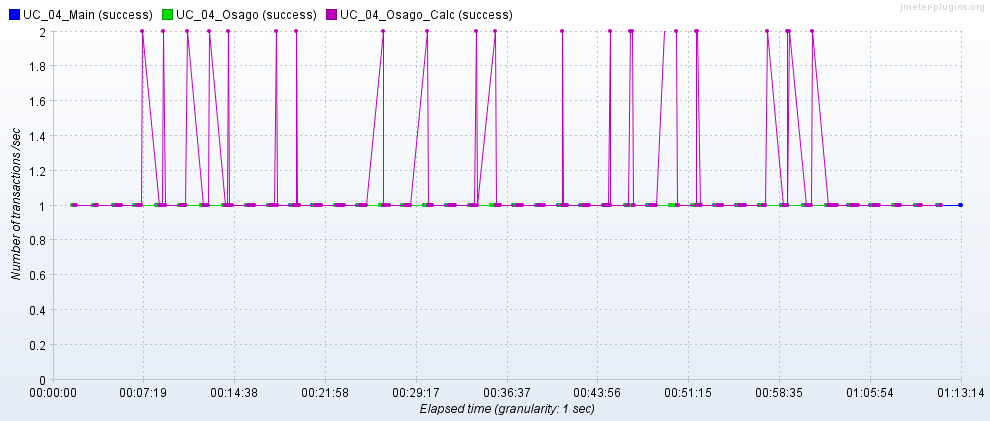 jmeter-plugins.org
UC_04_Main (success) UC_04_Osago (success) UC_04_Osago_Calc (success)
Number of transactions /sec
2
1.8
1.6
1.4
1.2
1
0.8
0.6
0.4
0.2
0
00:00:00 00:07:19 00:14:38 00:21:58 00:29:17 00:36:37 00:43:56 00:51:15 00:58:35 01:05:54 01:13:14
Elapsed time (granularity: 1 sec)